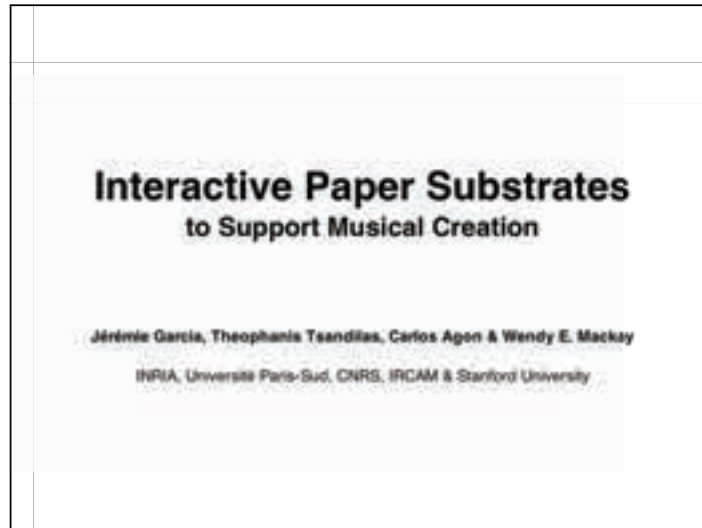 Interactive Paper Substrates
to Support Musical Creation
Jérémie Garcia, Theophanis Tsandilas, Carlos Agon & Wendy E. Mackay
INRIA, Université Paris-Sud, CNRS, IRCAM & Stanford University